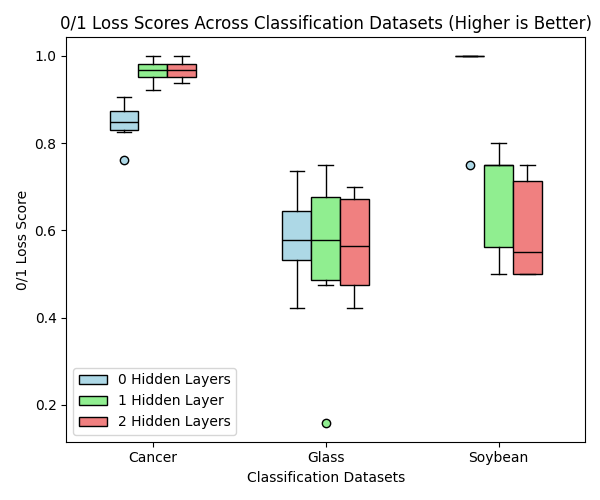 0/1 Loss Scores Across Classification Datasets (Higher is Better)
0/1 Loss Score
1.0
0.8
0.6
0.4
0.2
0 Hidden Layers
1 Hidden Layer
2 Hidden Layers
Cancer
Glass
Soybean
Classification Datasets